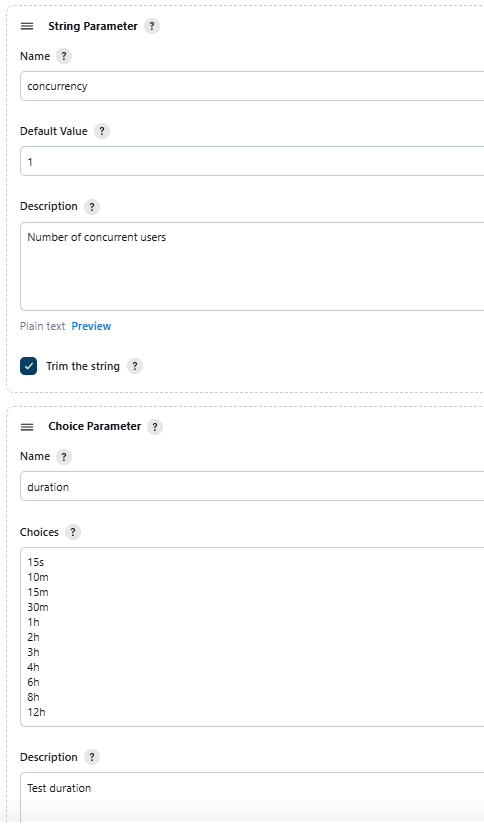 String Parameter ?
Name ?
concurrency
Default Value ?
1
Description ?
Number of concurrent users
Plain text Preview
Trim the string ?
Choice Parameter ?
Name ?
duration
Choices ?
15s
10m
15m
30m
1h
2h
3h
4h
6h
8h
12h
Description ?
Test duration